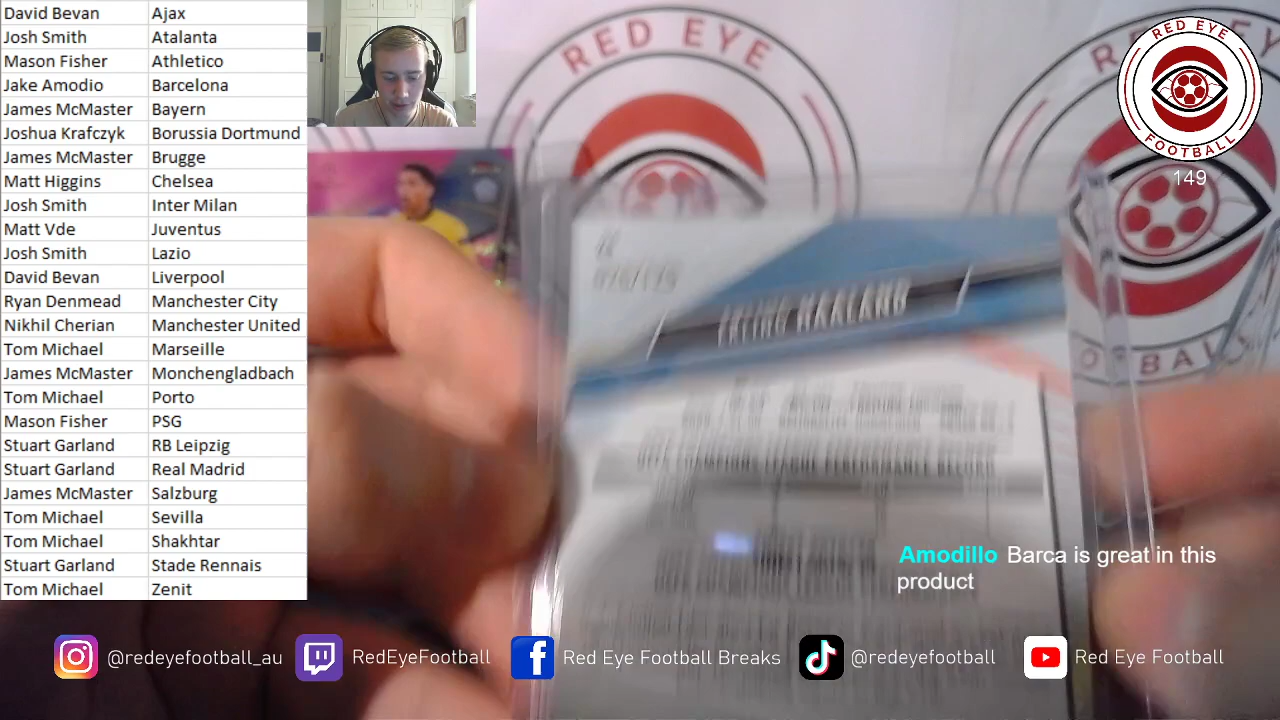 David Bevan Ajax
Josh Smith Atalanta
Mason Fisher Athletico
Jake Amodio Barcelona
James McMaster Bayern
Joshua Krafczyk Borussia Dortmund
James McMaster Brugge
Matt Higgins Chelsea
Josh Smith Inter Milan
Matt Vde Juventus
Josh Smith Lazio
David Bevan Liverpool
Ryan Denmead Manchester City
Nikhil Cherian Manchester United
Tom Michael Marseille
James McMaster Monchengladbach
Tom Michael Porto
Mason Fisher PSG
Stuart Garland RB Leipzig
Stuart Garland Real Madrid
James McMaster Salzburg
Tom Michael Sevilla
Tom Michael Shakhtar
Stuart Garland Stade Rennais
Tom Michael Zenit
RED EYE
RED EYE
FOOTBALL
149
ERLING HAALAND
UEFA CHAMPIONS LEAGUE PERFORMANCE RECORD
Amodillo Barca is great in this
product
@redeyefootball_au RedEyeFootball Red Eye Football Breaks @redeyefootball Red Eye Football